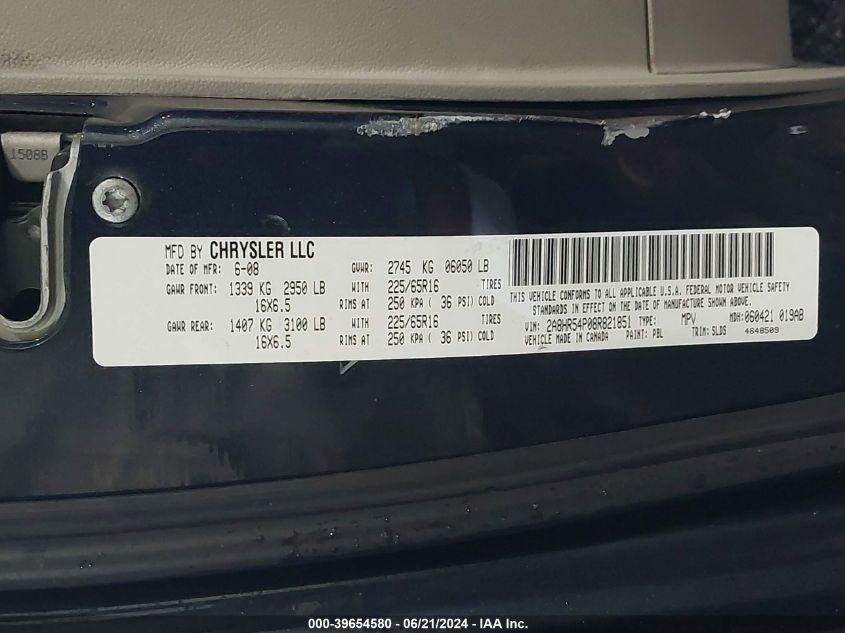 1508B
MFD BY CHRYSLER LLC
DATE OF MFR: 6-08 GVWR: 2745 KG 06050 LB
GAWR FRONT: 1339 KG 2950 LB WITH 225/65R16 TIRES
16X6.5 RIMS AT 250 KPA ( 36 PSI) COLD
GAWR REAR: 1407 KG 3100 LB WITH 225/65R16 TIRES
16X6.5 RIMS AT 250 KPA ( 36 PSI) COLD
THIS VEHICLE CONFORMS TO ALL APPLICABLE U.S.A. FEDERAL MOTOR VEHICLE SAFETY
STANDARDS IN EFFECT ON THE DATE OF MANUFACTURE SHOWN ABOVE.
VIN: 2A8HR54P08R821851 TYPE: MPV MDH: 060421 019AB
VEHICLE MADE IN CANADA PAINT: PBL TRIM: SLDS 4648509
000-39654580 - 06/21/2024 - IAA Inc.